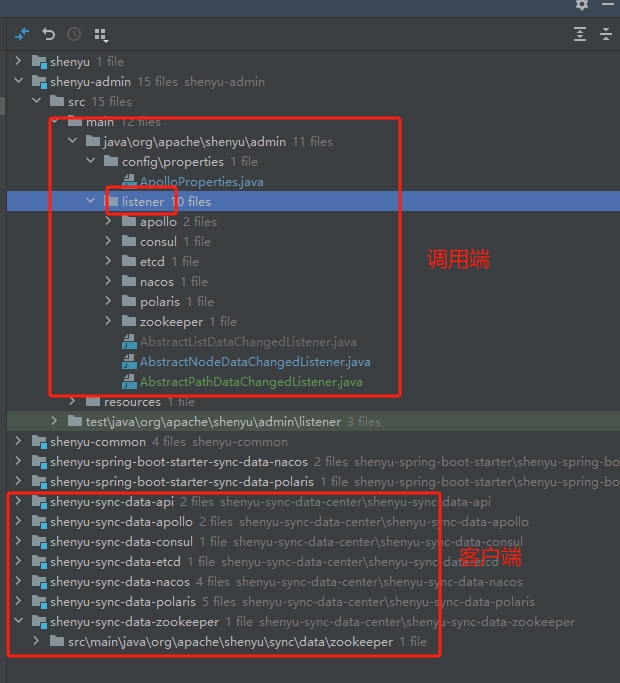 shenyu 1 file
shenyu-admin 15 files shenyu-admin
src 15 files
main 12 files
java\org\apache\shenyu\admin 11 files
config\properties 1 file
ApolloProperties.java
listener 10 files
apollo 2 files
consul 1 file
调用端
etcd 1 file
nacos 1 file
polaris 1 file
zookeeper 1 file
AbstractListDataChangedListener.java
AbstractNodeDataChangedListener.java
AbstractPathDataChangedListener.java
resources 1 file
test\java\org\apache\shenyu\admin\listener 3 files
shenyu-common 4 files shenyu-common
shenyu-spring-boot-starter-sync-data-nacos 2 files shenyu-spring-boot-starter\shenyu-spring-bo
shenyu-spring-boot-starter-sync-data-polaris 1 file shenyu-spring-boot-starter\shenyu-spring-bo
shenyu-sync-data-api 2 files shenyu-sync-data-center\shenyu-sync-data-api
shenyu-sync-data-apollo 2 files shenyu-sync-data-center\shenyu-sync-data-apollo
shenyu-sync-data-consul 1 file shenyu-sync-data-center\shenyu-sync-data-consul
客户端
shenyu-sync-data-etcd 1 file shenyu-sync-data-center\shenyu-sync-data-etcd
shenyu-sync-data-nacos 4 files shenyu-sync-data-center\shenyu-sync-data-nacos
shenyu-sync-data-polaris 5 files shenyu-sync-data-center\shenyu-sync-data-polaris
shenyu-sync-data-zookeeper 1 file shenyu-sync-data-center\shenyu-sync-data-zookeeper
src\main\java\org\apache\shenyu\sync\data\zookeeper 1 file